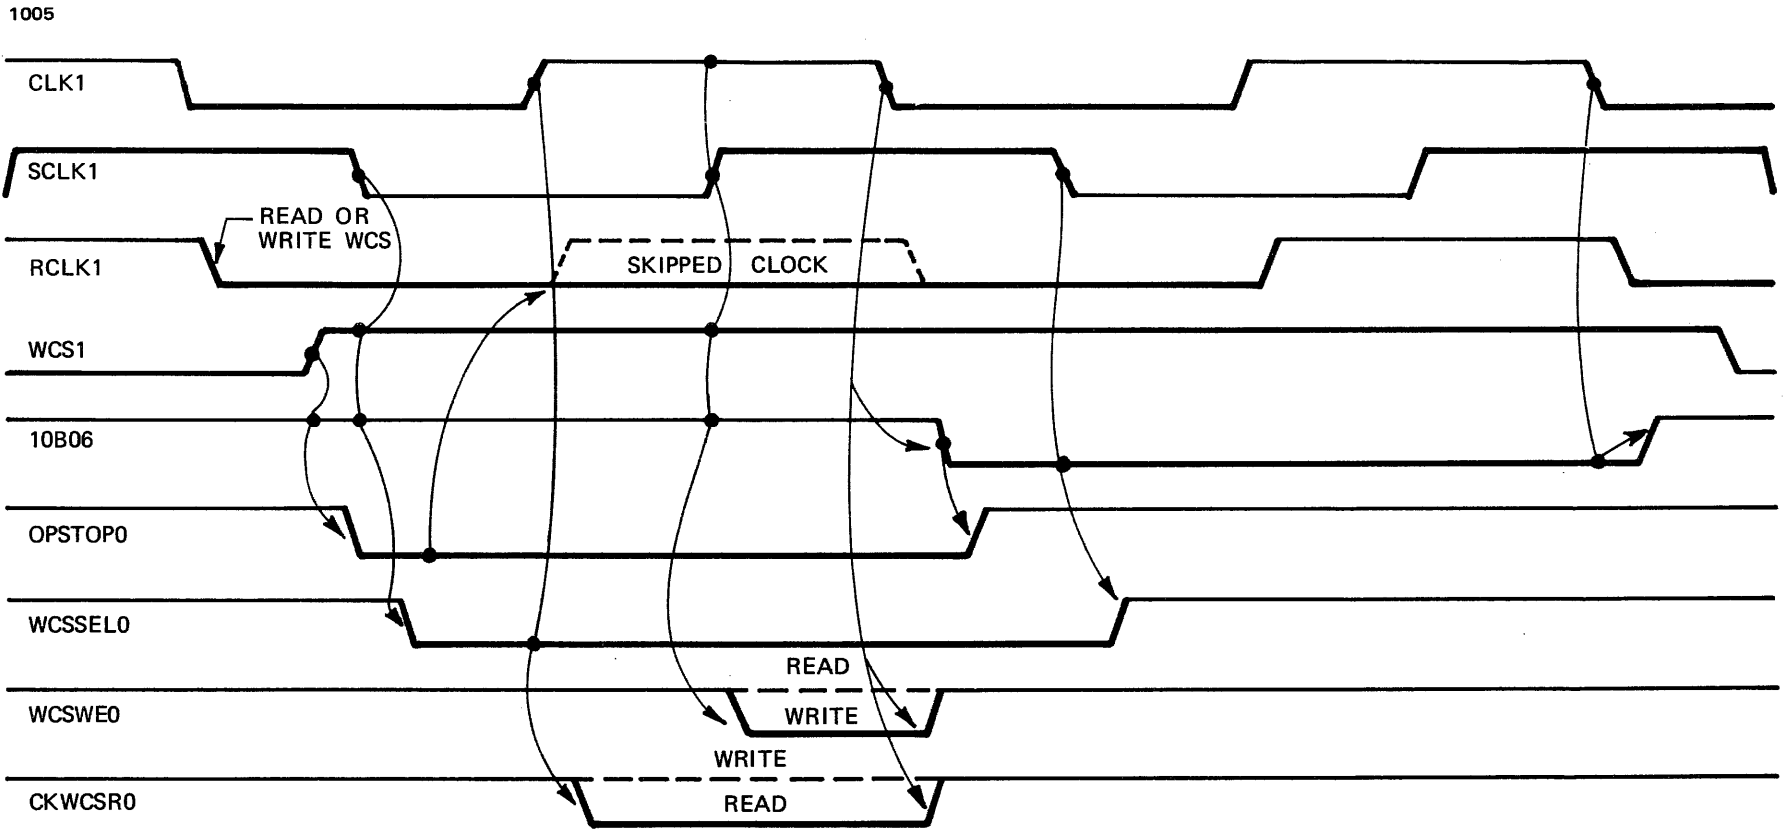 1005
CLK1
SCLK1
READ OR
WRITE WCS
RCLK1
SKIPPED CLOCK
WCS1
10B06
OPSTOP0
WCSSEL0
READ
WCSWE0
WRITE
WRITE
CKWCSR0
READ